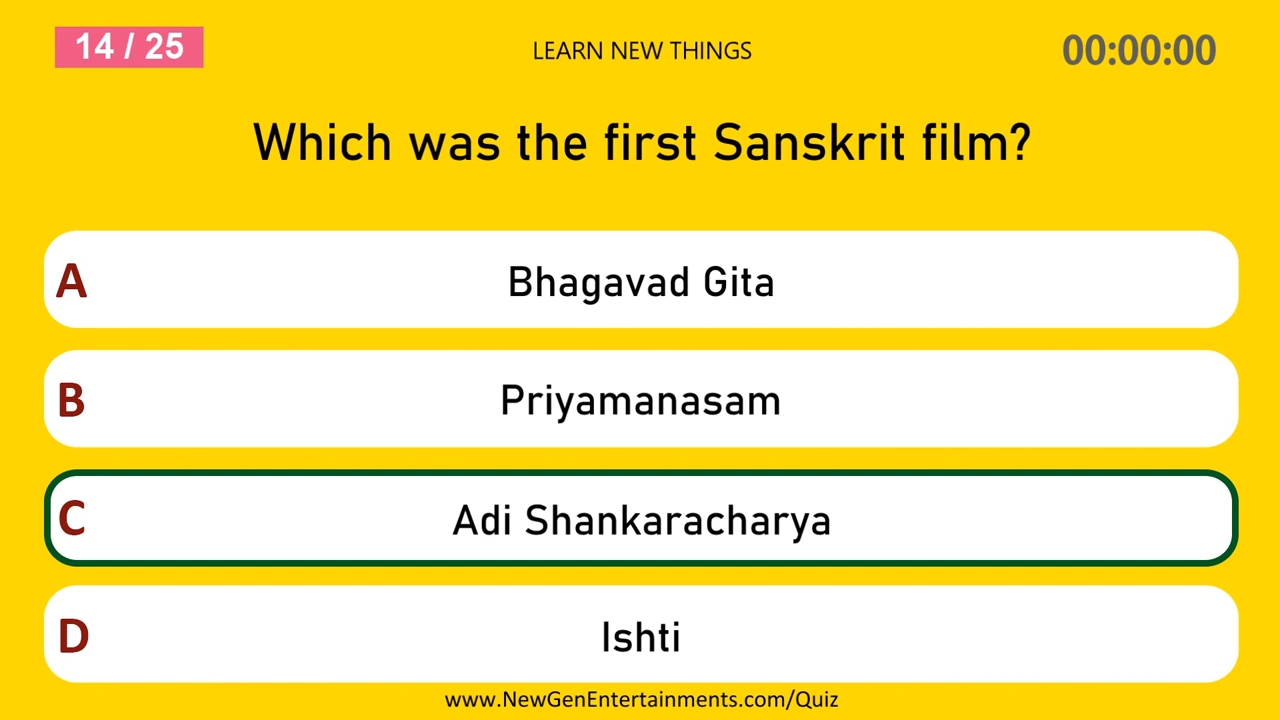 14 / 25
LEARN NEW THINGS
00:00:00
Which was the first Sanskrit film?
A Bhagavad Gita
B Priyamanasam
C Adi Shankaracharya
D Ishti
www.NewGenEntertainments.com/Quiz